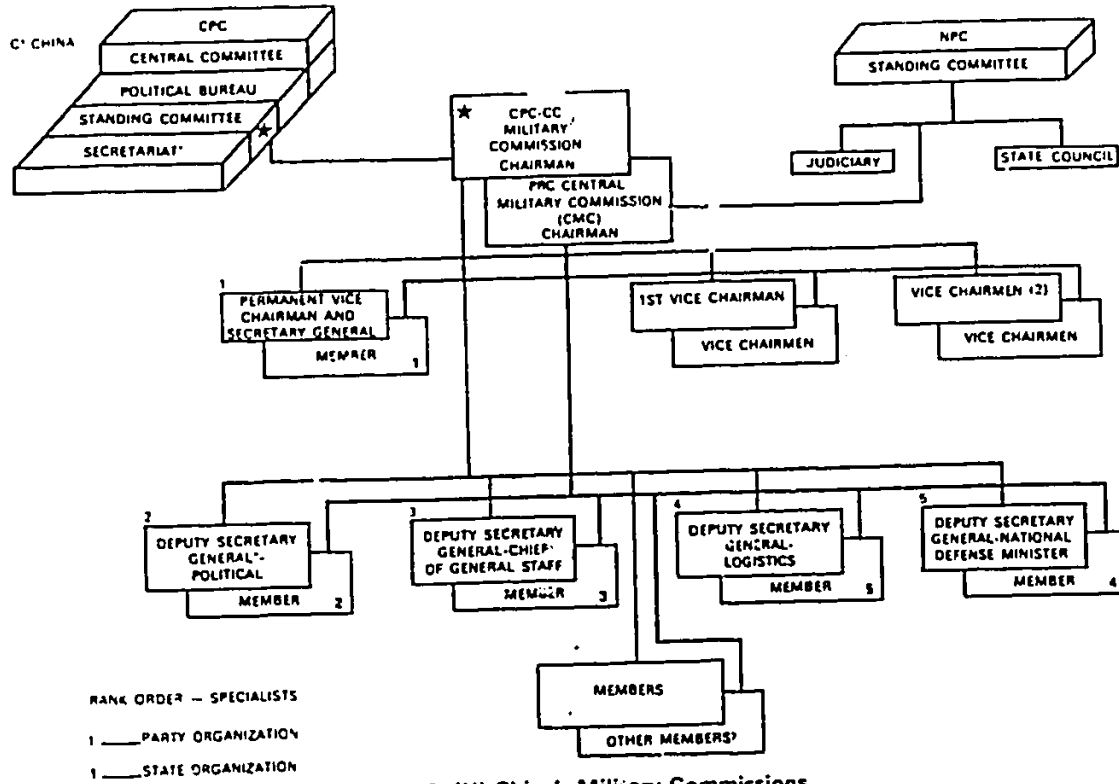 C³ CHINA
CPC
CENTRAL COMMITTEE
POLITICAL BUREAU
STANDING COMMITTEE
SECRETARIAT
NPC
STANDING COMMITTEE
JUDICIARY
STATE COUNCIL
CPC-CC
MILITARY
COMMISSION
CHAIRMAN
PRC CENTRAL
MILITARY COMMISSION
(CMC)
CHAIRMAN
1
PERMANENT VICE
CHAIRMAN AND
SECRETARY GENERAL
MEMBER
1
1ST VICE CHAIRMAN
VICE CHAIRMEN
VICE CHAIRMEN (2)
VICE CHAIRMEN
2
DEPUTY SECRETARY
GENERAL-
POLITICAL
MEMBER
2
3
DEPUTY SECRETARY
GENERAL-CHIEF
OF GENERAL STAFF
MEMBER
3
4
DEPUTY SECRETARY
GENERAL-
LOGISTICS
MEMBER
5
5
DEPUTY SECRETARY
GENERAL-NATIONAL
DEFENSE MINISTER
MEMBER
4
MEMBERS
OTHER MEMBERS?
RANK ORDER — SPECIALISTS
1 ___PARTY ORGANIZATION
1 ___STATE ORGANIZATION
China's Military Commissions